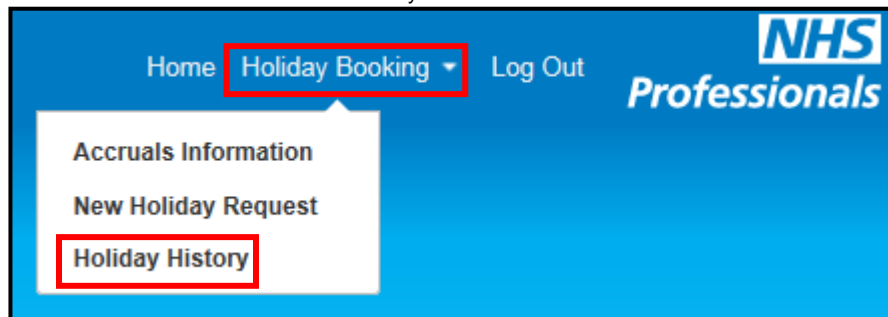 Home Holiday Booking Log Out
NHS
Professionals
Accruals Information
New Holiday Request
Holiday History